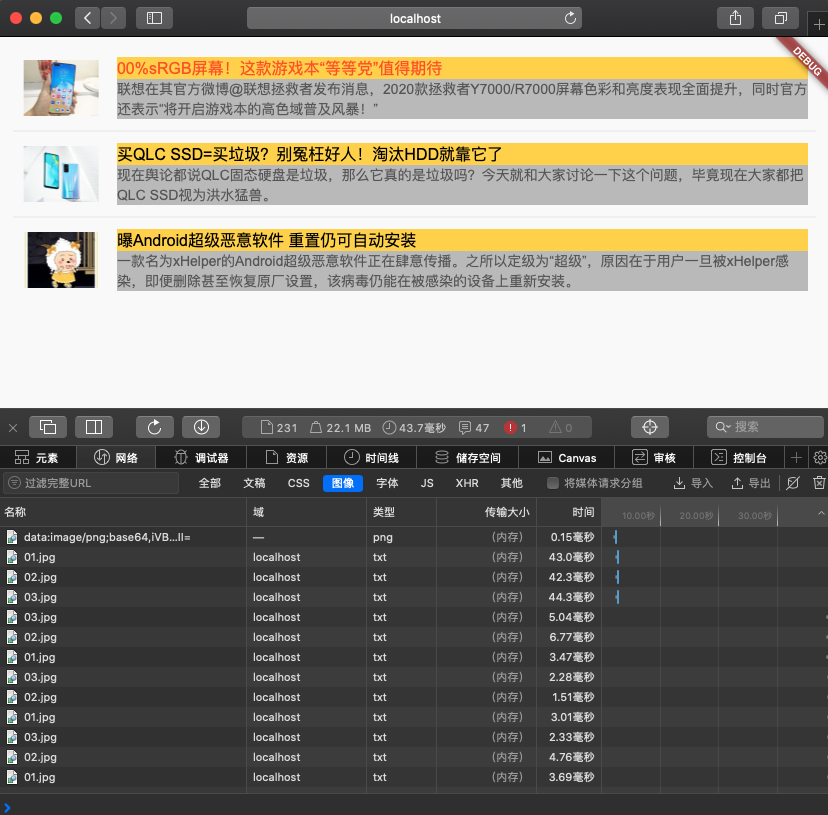 localhost
DEBUG
00%sRGB屏幕！这款游戏本“等等党”值得期待
联想在其官方微博@联想拯救者发布消息，2020款拯救者Y7000/R7000屏幕色彩和亮度表现全面提升，同时官方
还表示“将开启游戏本的高色域普及风暴！”
买QLC SSD=买垃圾？别冤枉好人！淘汰HDD就靠它了
现在舆论都说QLC固态硬盘是垃圾，那么它真的是垃圾吗？今天就和大家讨论一下这个问题，毕竟现在大家都把
QLC SSD视为洪水猛兽。
曝Android超级恶意软件 重置仍可自动安装
一款名为xHelper的Android超级恶意软件正在肆意传播。之所以定级为“超级”，原因在于用户一旦被xHelper感
染，即便删除甚至恢复原厂设置，该病毒仍能在被感染的设备上重新安装。
231 22.1 MB 43.7毫秒 47 1 0 搜索
元素 网络 调试器 资源 时间线 储存空间 Canvas 审核 控制台
过滤完整URL 全部 文稿 CSS 图像 字体 JS XHR 其他 将媒体请求分组 导入 导出
名称 域 类型 传输大小 时间 10.00秒 20.00秒 30.00秒
data:image/png;base64,iVB…II= — png （内存） 0.15毫秒
01.jpg localhost txt （内存） 43.0毫秒
02.jpg localhost txt （内存） 42.3毫秒
03.jpg localhost txt （内存） 44.3毫秒
03.jpg localhost txt （内存） 5.04毫秒
02.jpg localhost txt （内存） 6.77毫秒
01.jpg localhost txt （内存） 3.47毫秒
03.jpg localhost txt （内存） 2.28毫秒
02.jpg localhost txt （内存） 1.51毫秒
01.jpg localhost txt （内存） 3.01毫秒
03.jpg localhost txt （内存） 2.33毫秒
02.jpg localhost txt （内存） 4.76毫秒
01.jpg localhost txt （内存） 3.69毫秒